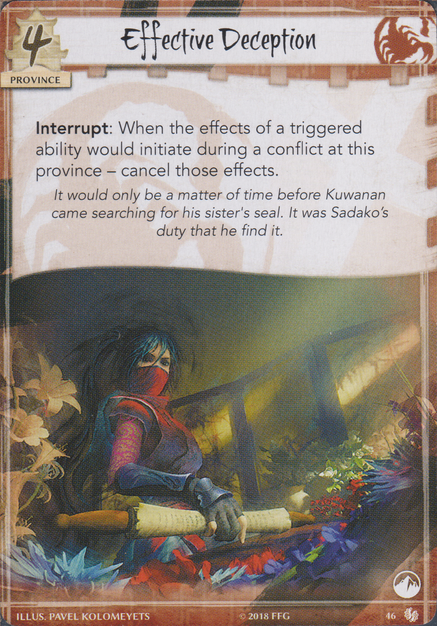 4
Effective Deception
PROVINCE
Interrupt: When the effects of a triggered
ability would initiate during a conflict at this
province – cancel those effects.
It would only be a matter of time before Kuwanan
came searching for his sister's seal. It was Sadako's
duty that he find it.
ILLUS. PAVEL KOLOMEYETS
© 2018 FFG
46